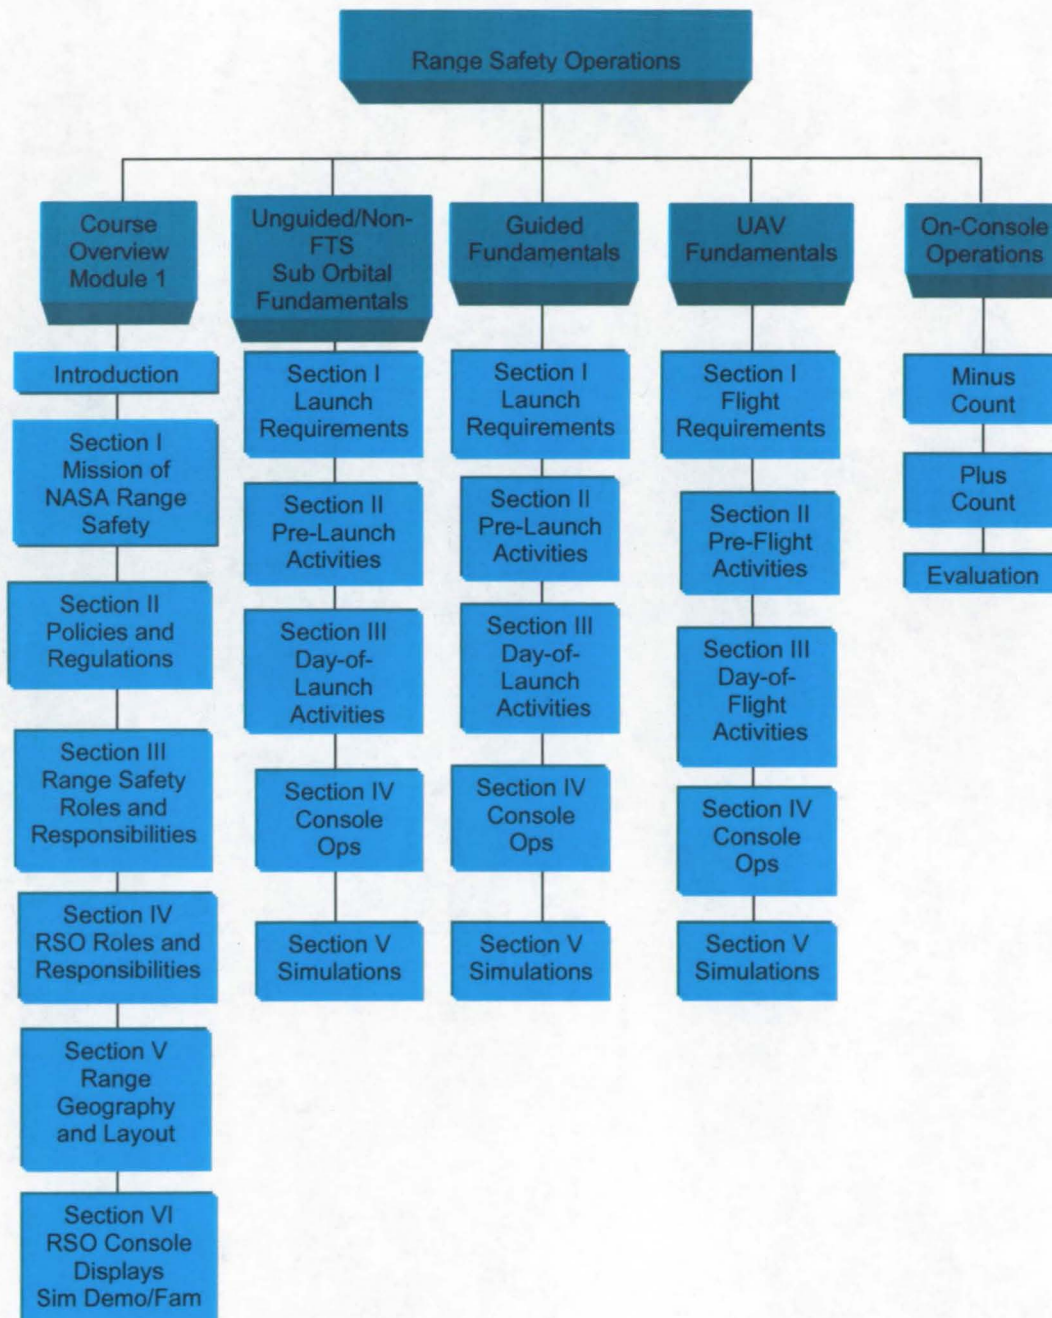 Range Safety Operations
Course
Overview
Module 1
Introduction
Section I
Mission of
NASA Range
Safety
Section II
Policies and
Regulations
Section III
Range Safety
Roles and
Responsibilities
Section IV
RSO Roles and
Responsibilities
Section V
Range
Geography
and Layout
Section VI
RSO Console
Displays
Sim Demo/Fam
Unguided/Non-
FTS
Sub Orbital
Fundamentals
Section I
Launch
Requirements
Section II
Pre-Launch
Activities
Section III
Day-of-
Launch
Activities
Section IV
Console
Ops
Section V
Simulations
Guided
Fundamentals
Section I
Launch
Requirements
Section II
Pre-Launch
Activities
Section III
Day-of-
Launch
Activities
Section IV
Console
Ops
Section V
Simulations
UAV
Fundamentals
Section I
Flight
Requirements
Section II
Pre-Flight
Activities
Section III
Day-of-
Flight
Activities
Section IV
Console
Ops
Section V
Simulations
On-Console
Operations
Minus
Count
Plus
Count
Evaluation